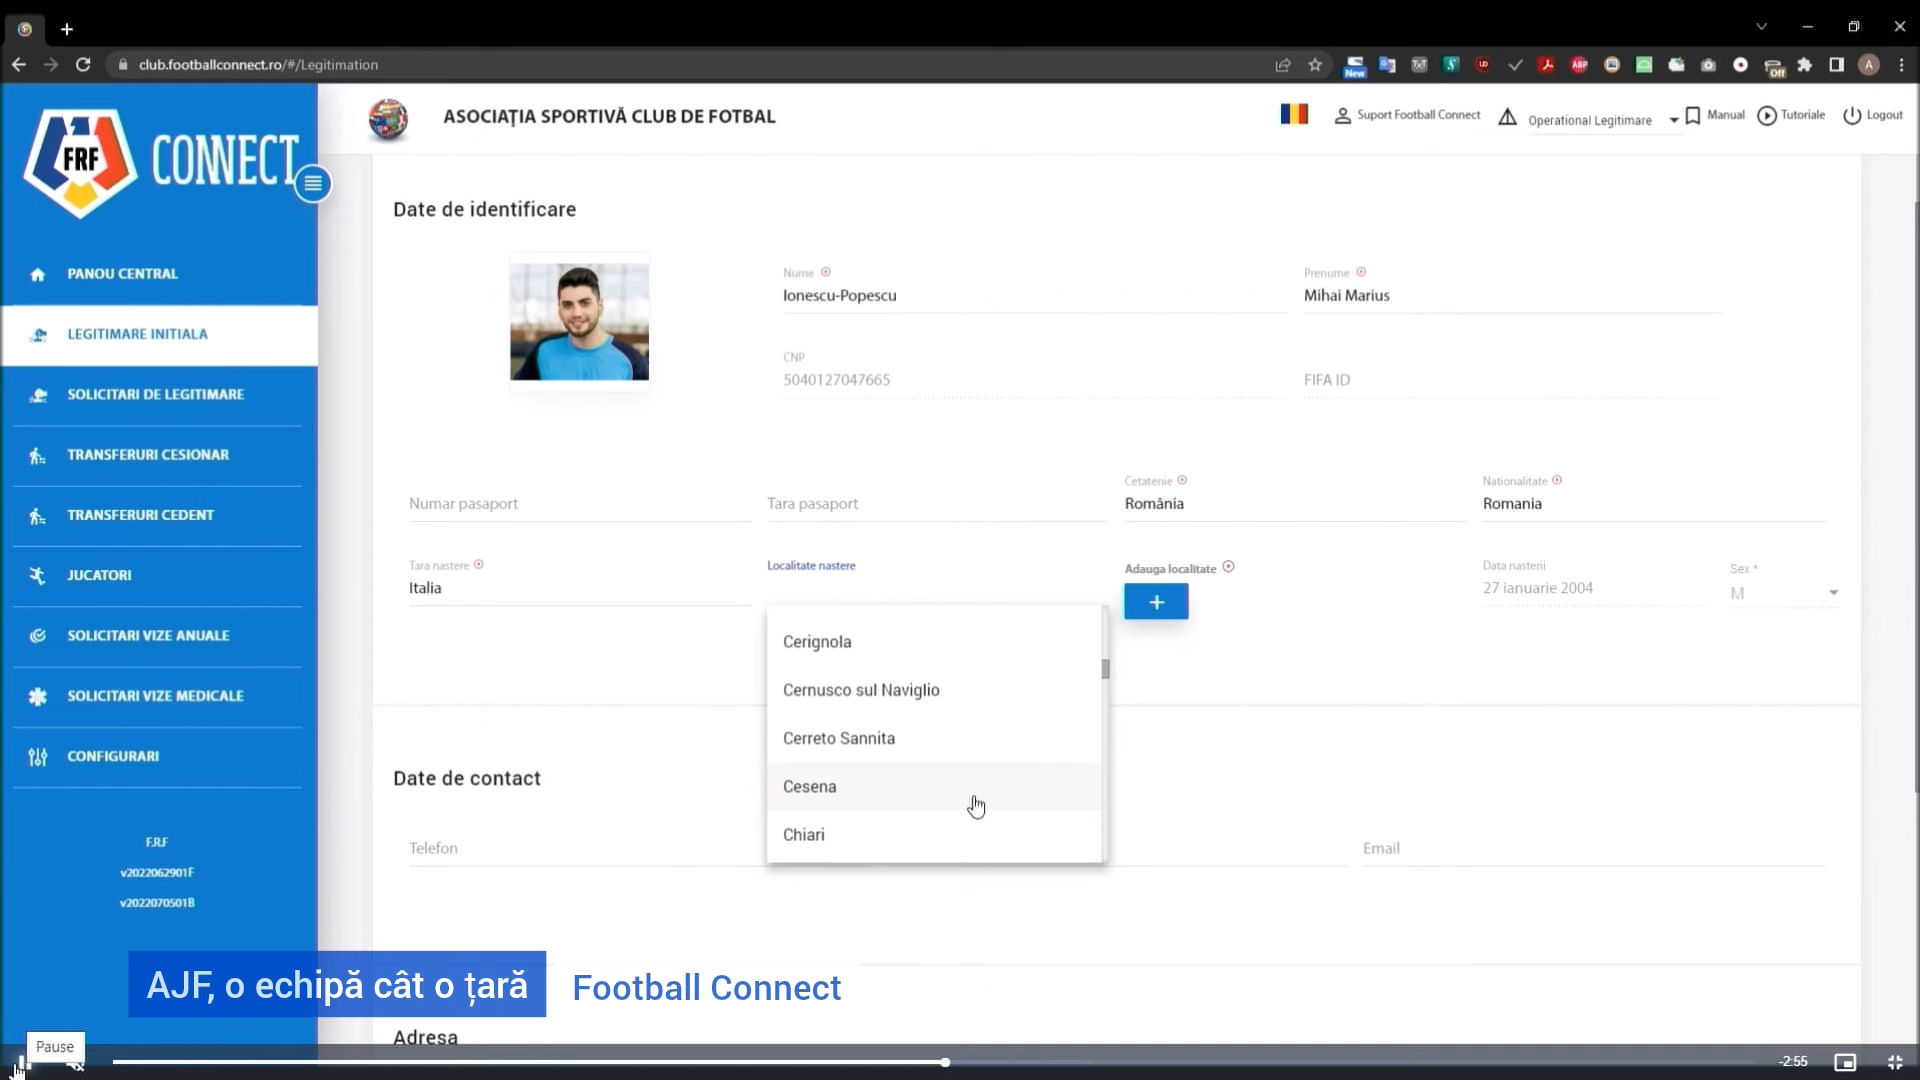 club.footballconnect.ro/#/Legitimation
New
Off
A
FRF CONNECT
ASOCIAȚIA SPORTIVĂ CLUB DE FOTBAL
Suport Football Connect
Operational Legitimare
Manual
Tutoriale
Logout
PANOU CENTRAL
LEGITIMARE INITIALA
SOLICITARI DE LEGITIMARE
TRANSFERURI CESIONAR
TRANSFERURI CEDENT
JUCATORI
SOLICITARI VIZE ANUALE
SOLICITARI VIZE MEDICALE
CONFIGURARI
F.R.F
v2022062901F
v2022070501B
Date de identificare
Nume
Ionescu-Popescu
Prenume
Mihai Marius
CNP
5040127047665
FIFA ID
Numar pasaport
Tara pasaport
Cetatenie
România
Nationalitate
Romania
Tara nastere
Italia
Localitate nastere
Adauga localitate
+
Data nasterii
27 ianuarie 2004
Sex *
M
Cerignola
Cernusco sul Naviglio
Cerreto Sannita
Cesena
Chiari
Date de contact
Telefon
Email
AJF, o echipă cât o țară
Football Connect
Adresa
Pause
-2:55